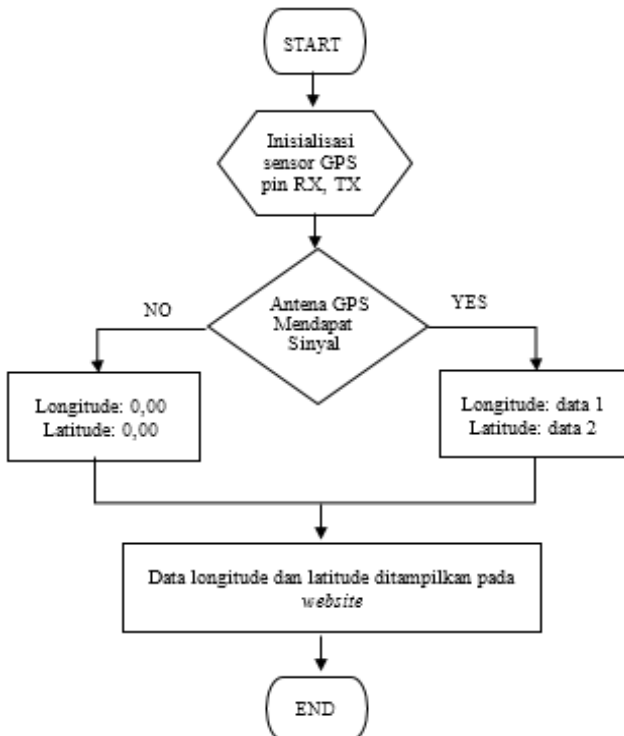 START
Inisialisasi
sensor GPS
pin RX, TX
Antena GPS
Mendapat
Sinyal
NO
YES
Longitude: 0,00
Latitude: 0,00
Longitude: data 1
Latitude: data 2
Data longitude dan latitude ditampilkan pada
website
END